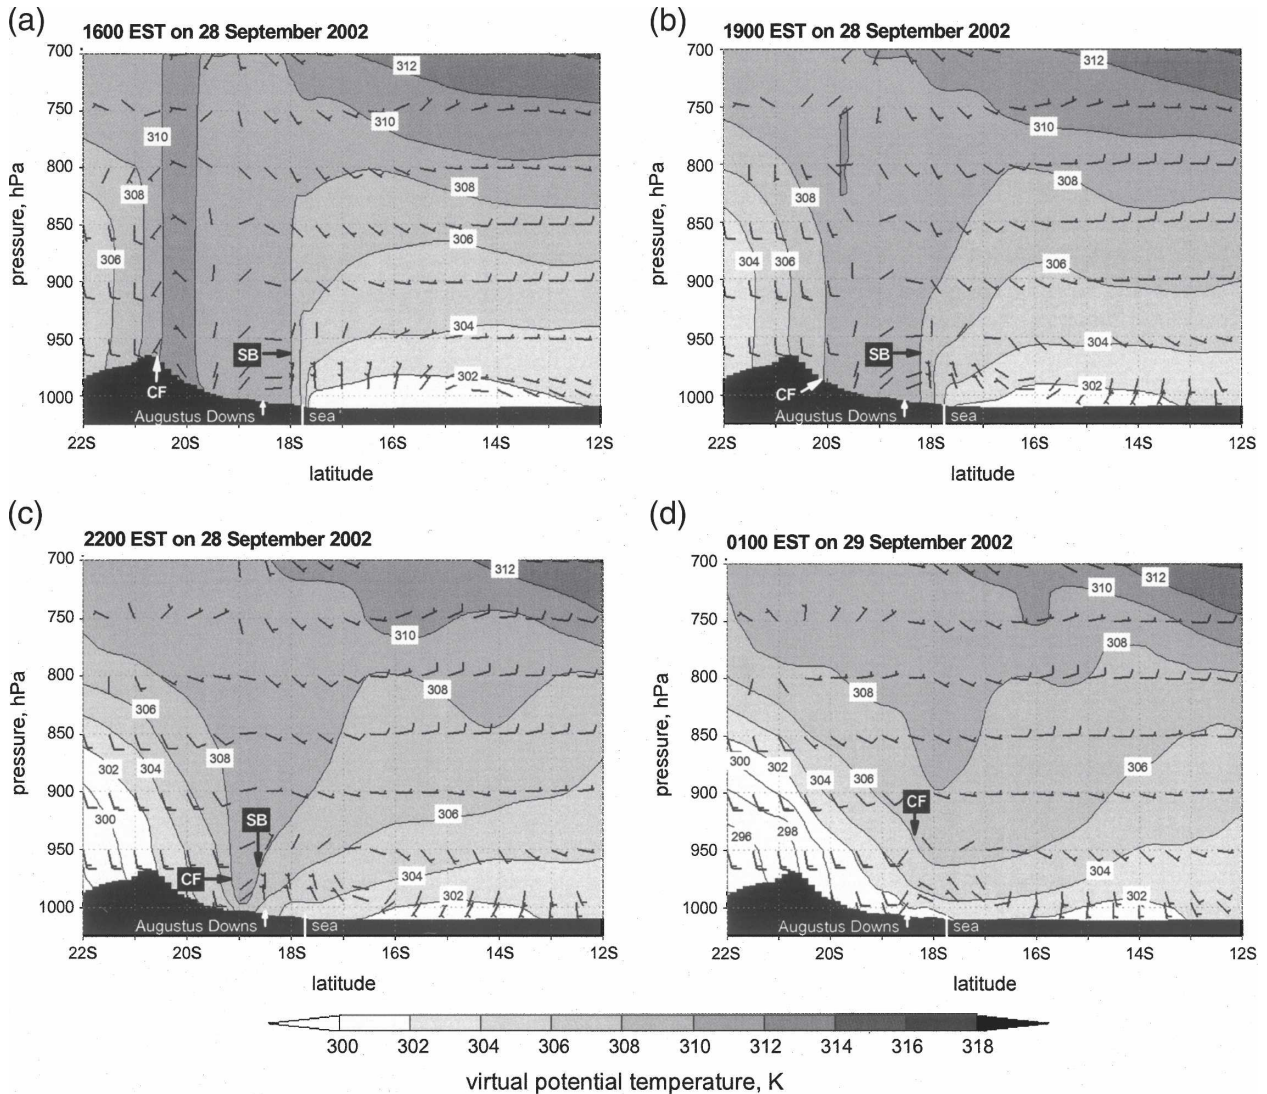 (a)
1600 EST on 28 September 2002
700
750
800
850
900
950
1000
pressure, hPa
312
310
310
308
308
306
306
304
302
SB
CF
Augustus Downs
sea
22S 20S 18S 16S 14S 12S
latitude
(b)
1900 EST on 28 September 2002
700
750
800
850
900
950
1000
pressure, hPa
312
310
308
308
304
306
306
304
302
SB
CF
Augustus Downs
sea
22S 20S 18S 16S 14S 12S
latitude
(c)
2200 EST on 28 September 2002
700
750
800
850
900
950
1000
pressure, hPa
312
310
308
306
308
302
304
300
306
304
302
SB
CF
Augustus Downs
sea
22S 20S 18S 16S 14S 12S
latitude
(d)
0100 EST on 29 September 2002
700
750
800
850
900
950
1000
pressure, hPa
312
310
308
308
306
300
302
304
306
296
298
304
302
CF
Augustus Downs
sea
22S 20S 18S 16S 14S 12S
latitude
300 302 304 306 308 310 312 314 316 318
virtual potential temperature, K